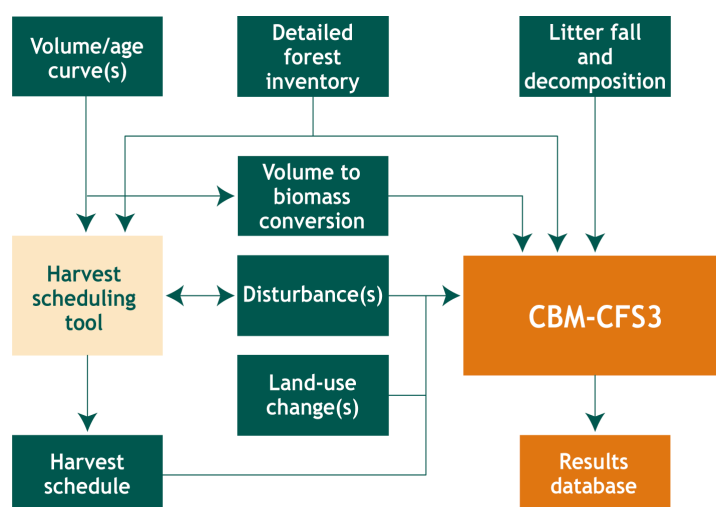 Volume/age
curve(s)
Detailed
forest
inventory
Litter fall
and
decomposition
Volume to
biomass
conversion
Harvest
scheduling
tool
Disturbance(s)
CBM-CFS3
Land-use
change(s)
Harvest
schedule
Results
database